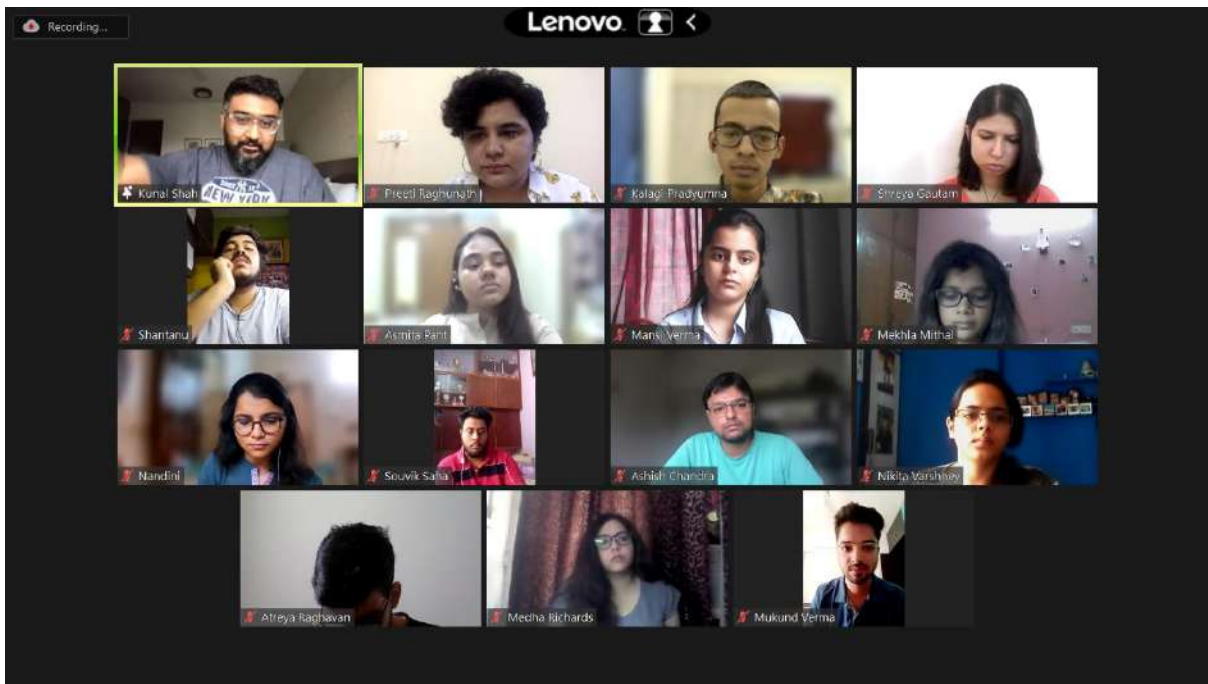 Recording...
Lenovo
NEW YORK
Kunal Shah
Preeti Raghunath
Kalagi Pradyumna
Shreya Gautam
Shantanu
Asmita Pant
Mansi Verma
Mekhla Mithal
Nandini
Souvik Saha
Ashish Chandra
Nikita Varshney
Atreya Raghavan
Medha Richards
Mukund Verma